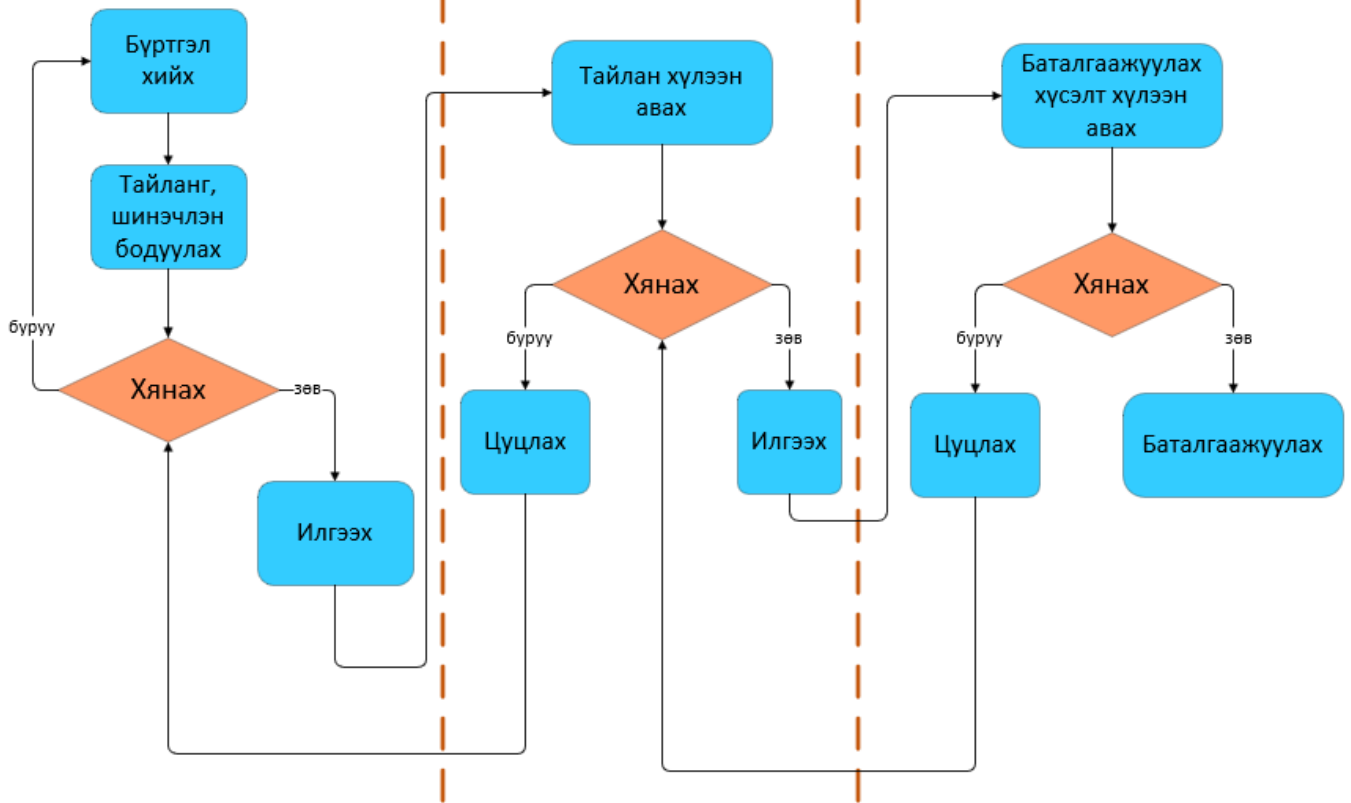 Бүртгэл
хийх
Тайланг,
шинэчлэн
бодуулах
буруу
Хянах
зөв
Илгээх
Тайлан хүлээн
авах
Хянах
буруу
зөв
Цуцлах
Илгээх
Баталгаажуулах
хүсэлт хүлээн
авах
Хянах
буруу
зөв
Цуцлах
Баталгаажуулах